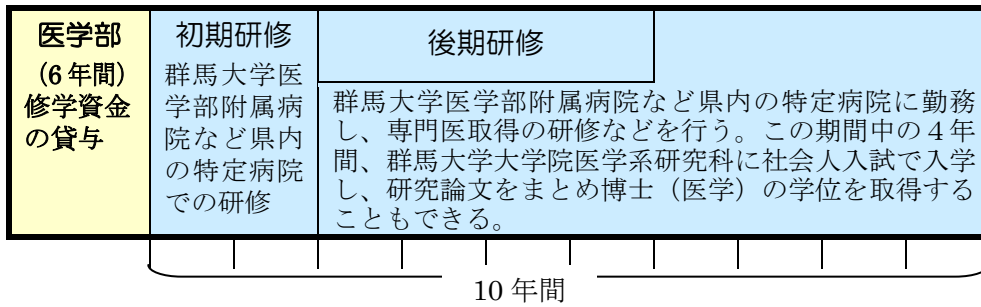 医学部
（6年間）
修学資金
の貸与
初期研修
群馬大学医
学部附属病
院など県内
の特定病院
での研修
後期研修
群馬大学医学部附属病院など県内の特定病院に勤務
し、専門医取得の研修などを行う。この期間中の４年
間、群馬大学大学院医学系研究科に社会人入試で入学
し、研究論文をまとめ博士（医学）の学位を取得する
こともできる。
10 年間